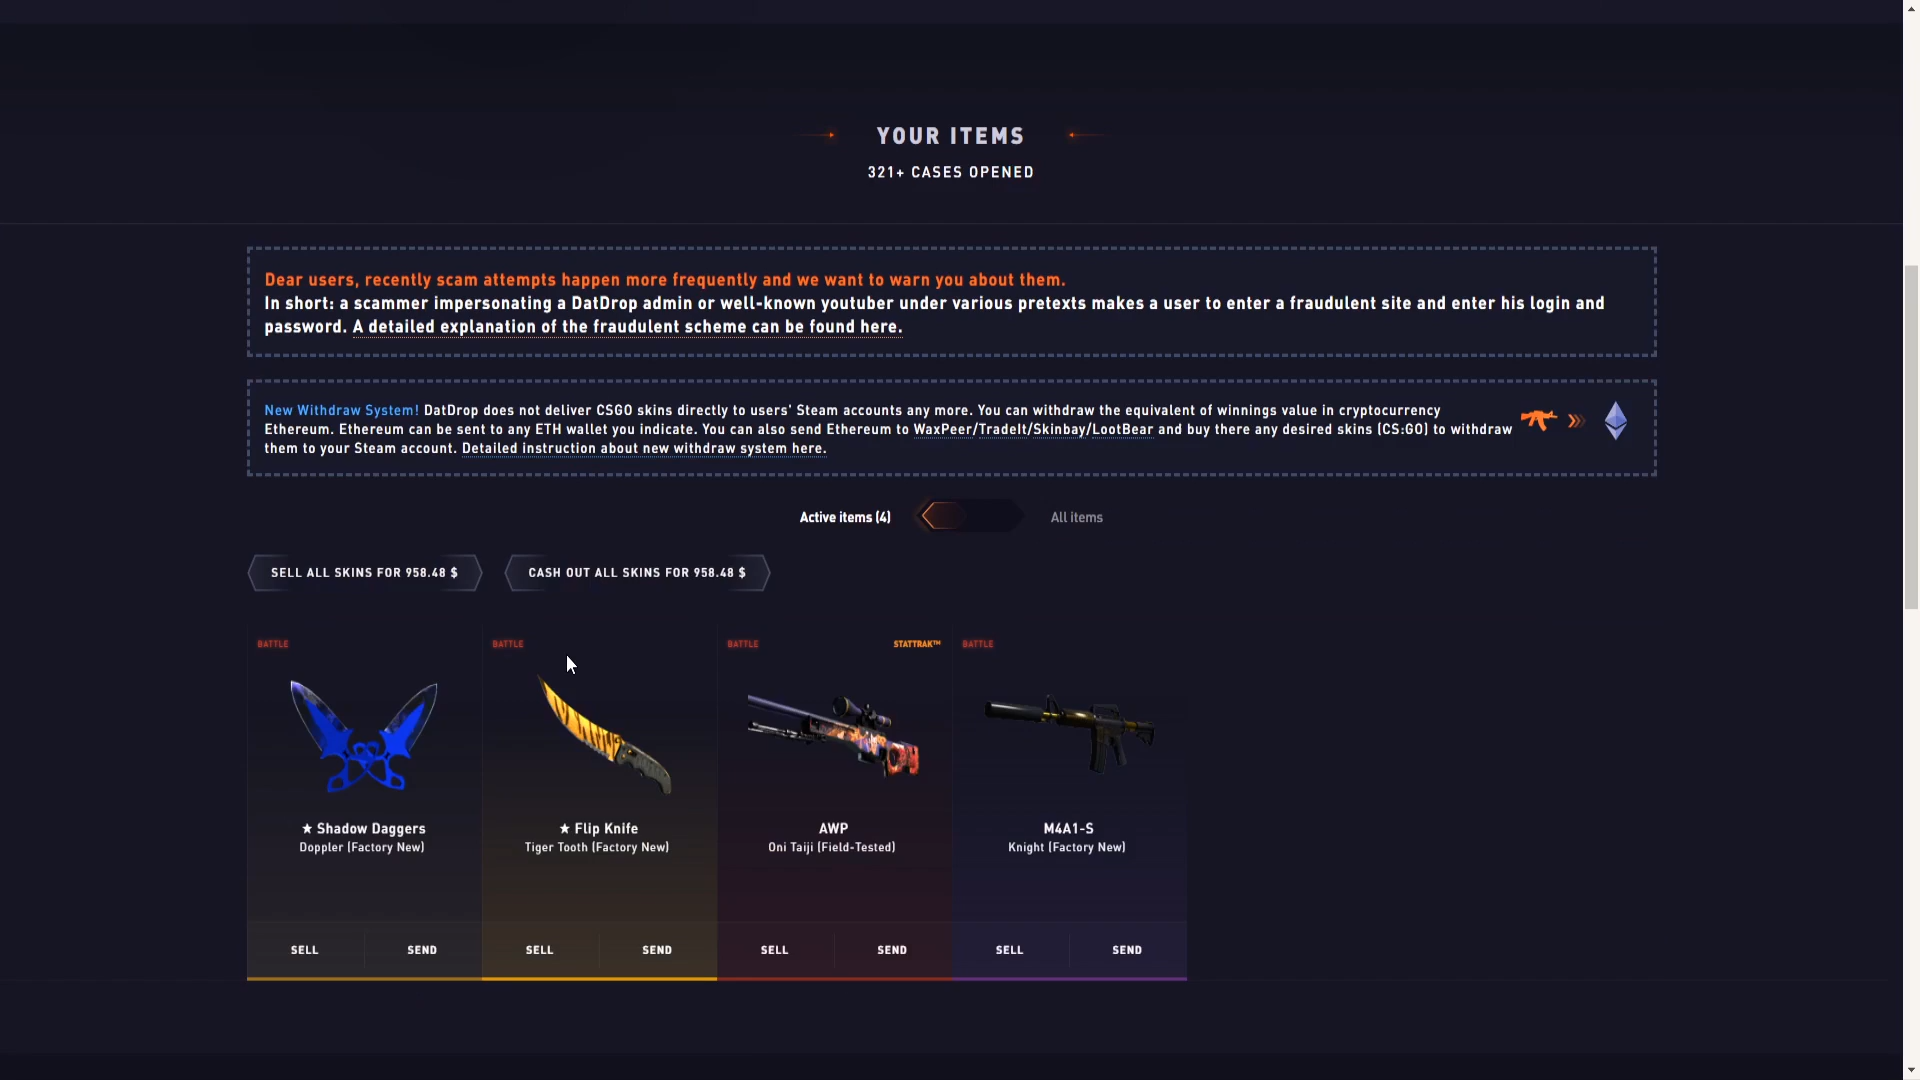 YOUR ITEMS
321+ CASES OPENED
Dear users, recently scam attempts happen more frequently and we want to warn you about them.
In short: a scammer impersonating a DatDrop admin or well-known youtuber under various pretexts makes a user to enter a fraudulent site and enter his login and
password. A detailed explanation of the fraudulent scheme can be found here.
New Withdraw System! DatDrop does not deliver CSGO skins directly to users' Steam accounts any more. You can withdraw the equivalent of winnings value in cryptocurrency
Ethereum. Ethereum can be sent to any ETH wallet you indicate. You can also send Ethereum to WaxPeer/TradeIt/Skinbay/LootBear and buy there any desired skins (CS:GO) to withdraw
them to your Steam account. Detailed instruction about new withdraw system here.
Active items (4) All items
SELL ALL SKINS FOR 958.48 $ CASH OUT ALL SKINS FOR 958.48 $
BATTLE BATTLE BATTLE STATTRAK™ BATTLE
★ Shadow Daggers ★ Flip Knife AWP M4A1-S
Doppler (Factory New) Tiger Tooth (Factory New) Oni Taiji (Field-Tested) Knight (Factory New)
SELL SEND SELL SEND SELL SEND SELL SEND